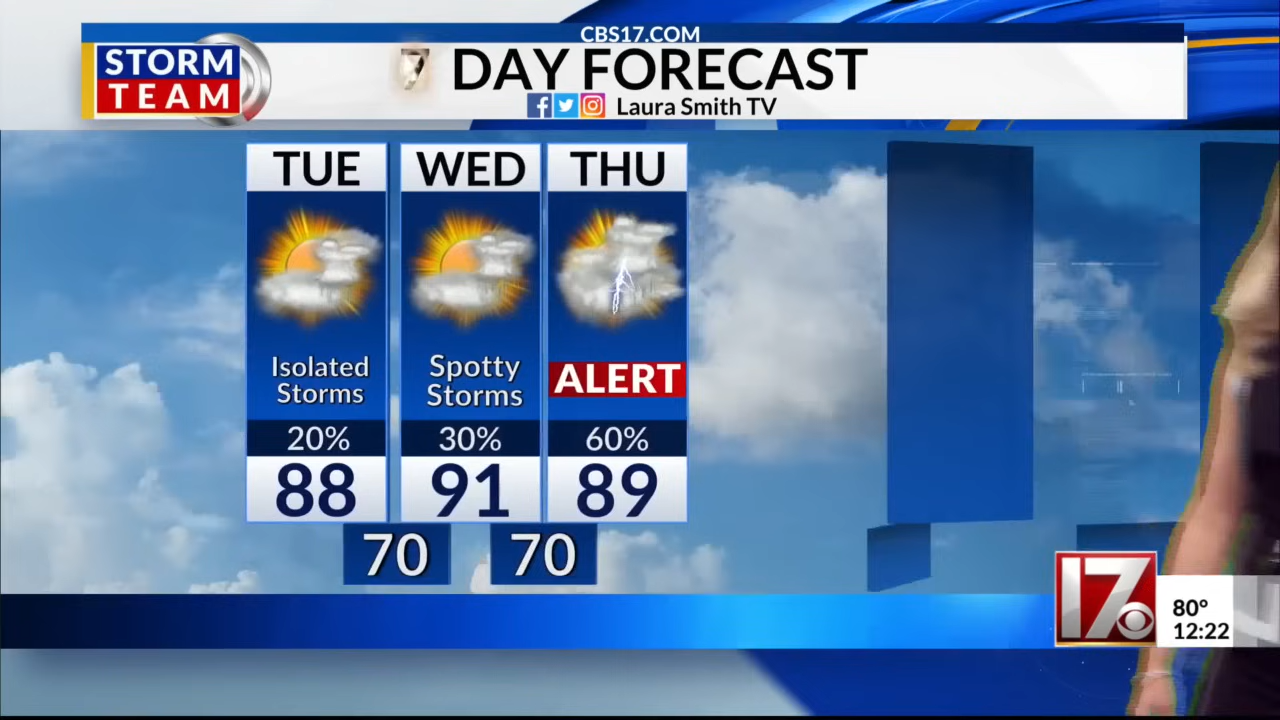 CBS17.COM
STORM
TEAM
7 DAY FORECAST
Laura Smith TV
TUE
WED
THU
Isolated
Storms
Spotty
Storms
ALERT
20%
30%
60%
88
91
89
70
70
17
80°
12:22